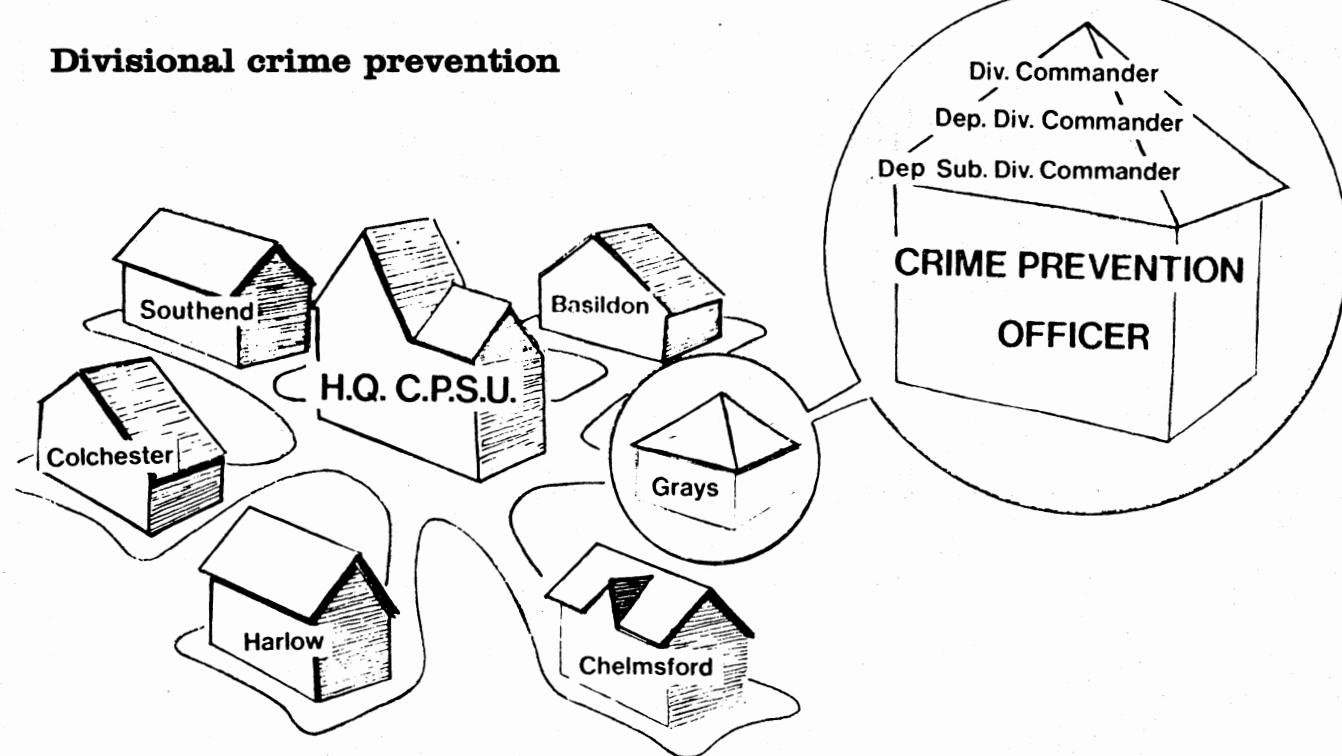 Divisional crime prevention
Div. Commander
Dep. Div. Commander
Dep Sub. Div. Commander
CRIME PREVENTION
OFFICER
Southend
Basildon
H.Q. C.P.S.U.
Colchester
Grays
Harlow
Chelmsford